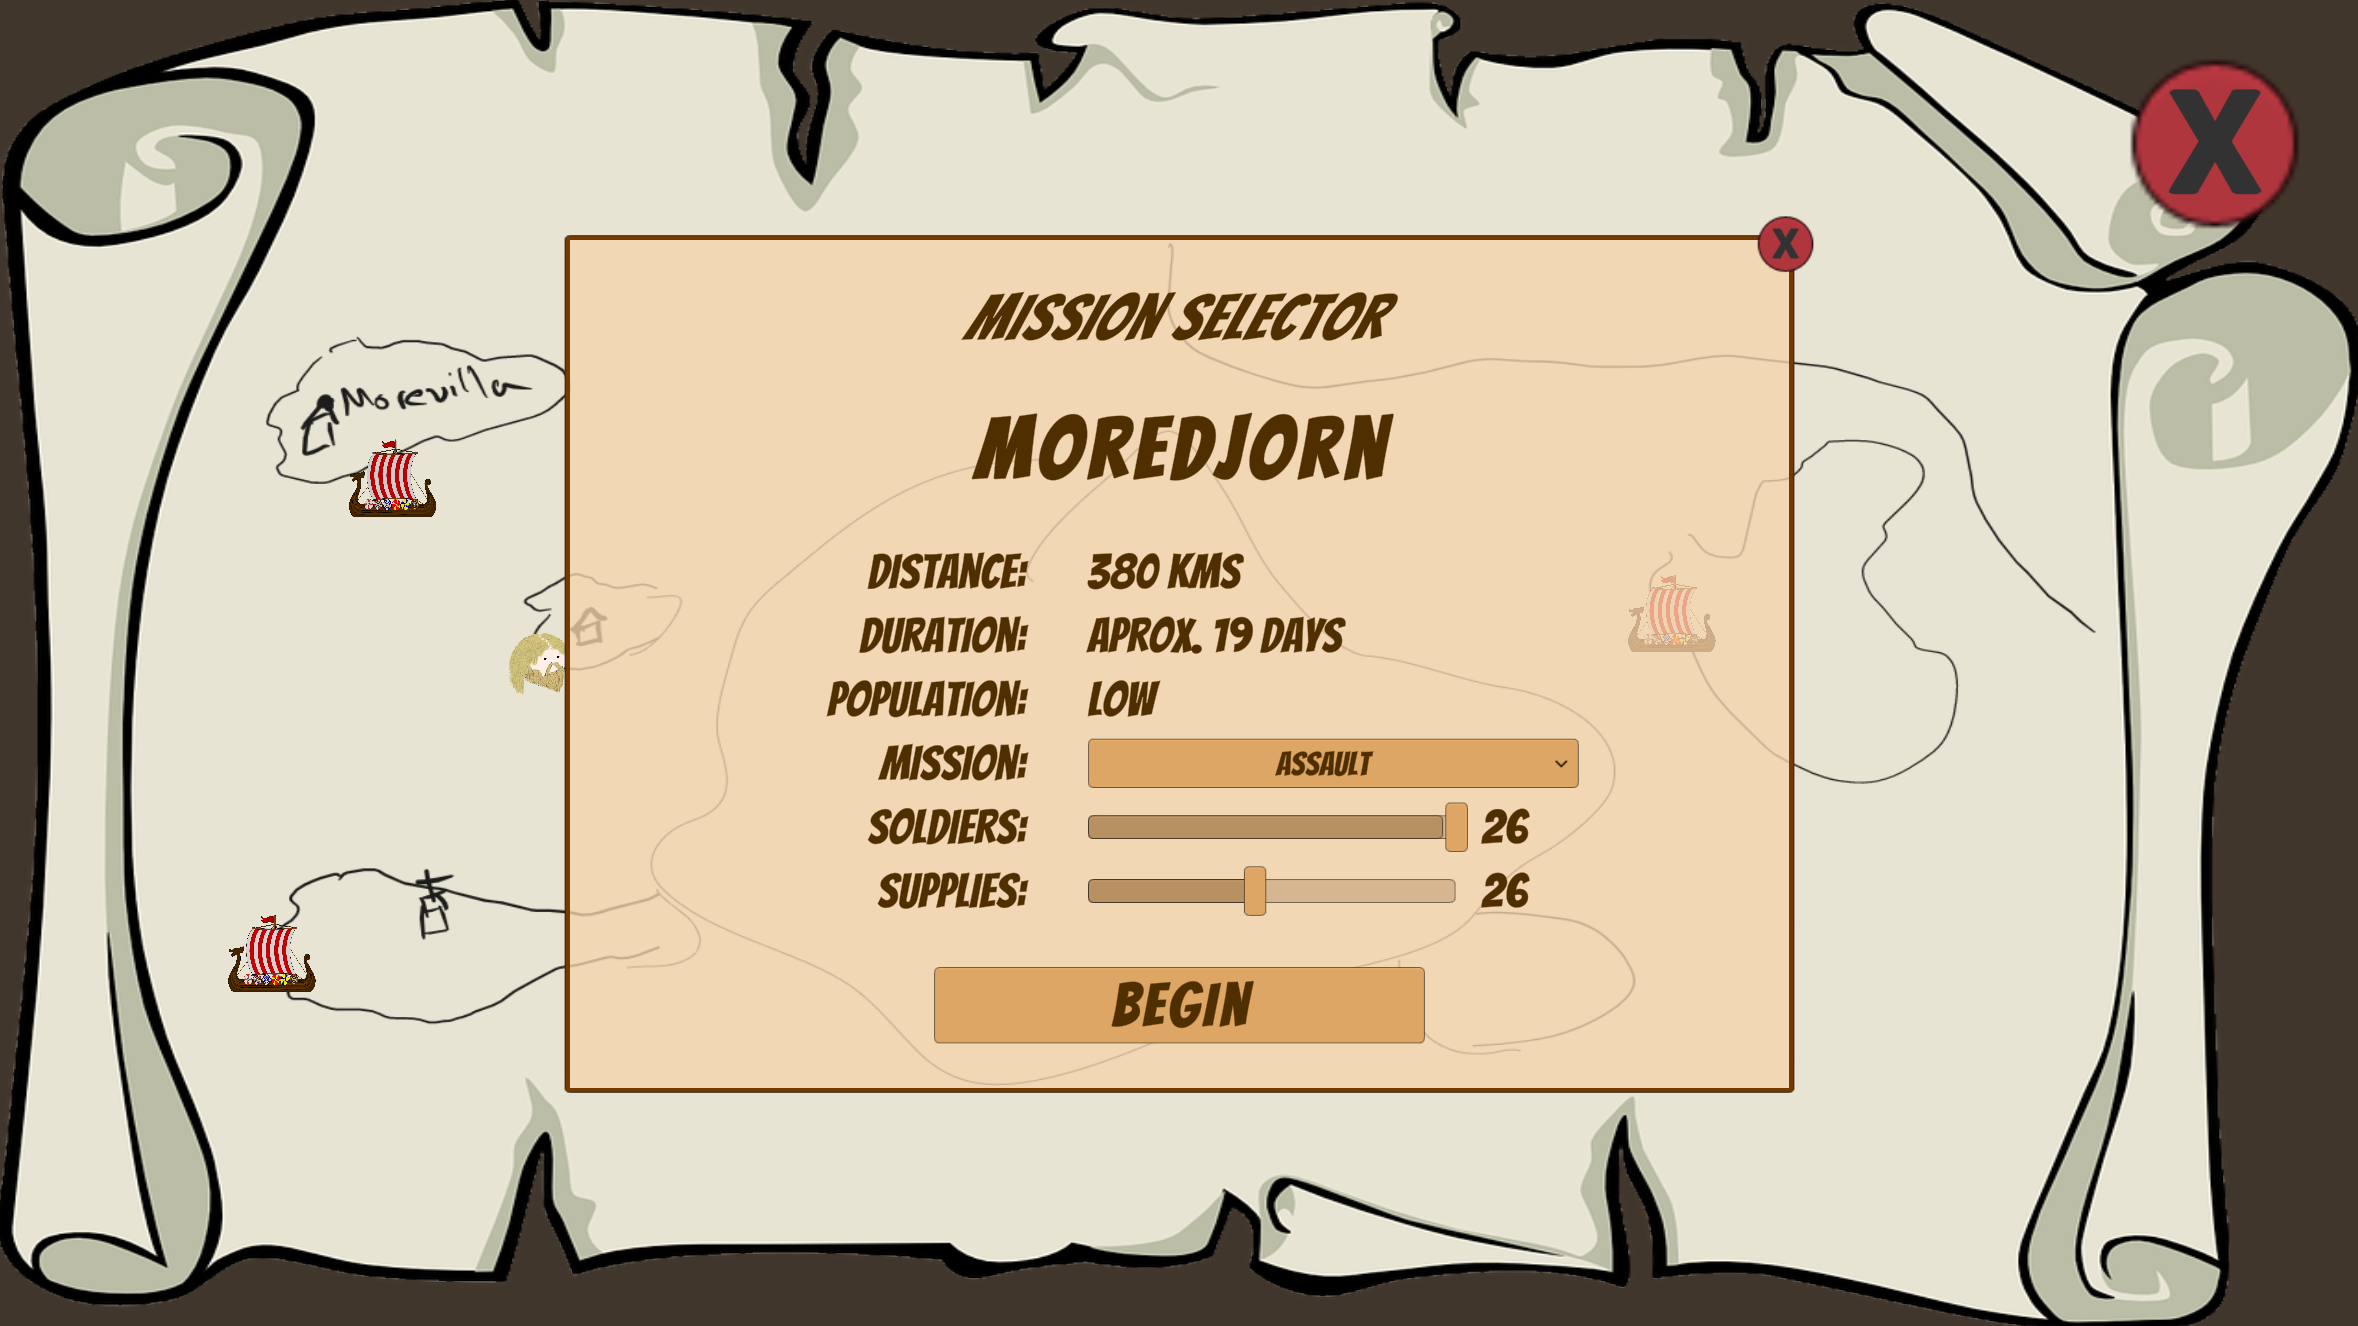 X
X
MISSION SELECTOR
Morevilla
MOREDJORN
DISTANCE: 380 KMS
DURATION: APROX. 19 DAYS
POPULATION: LOW
MISSION: ASSAULT
SOLDIERS: 26
SUPPLIES: 26
BEGIN